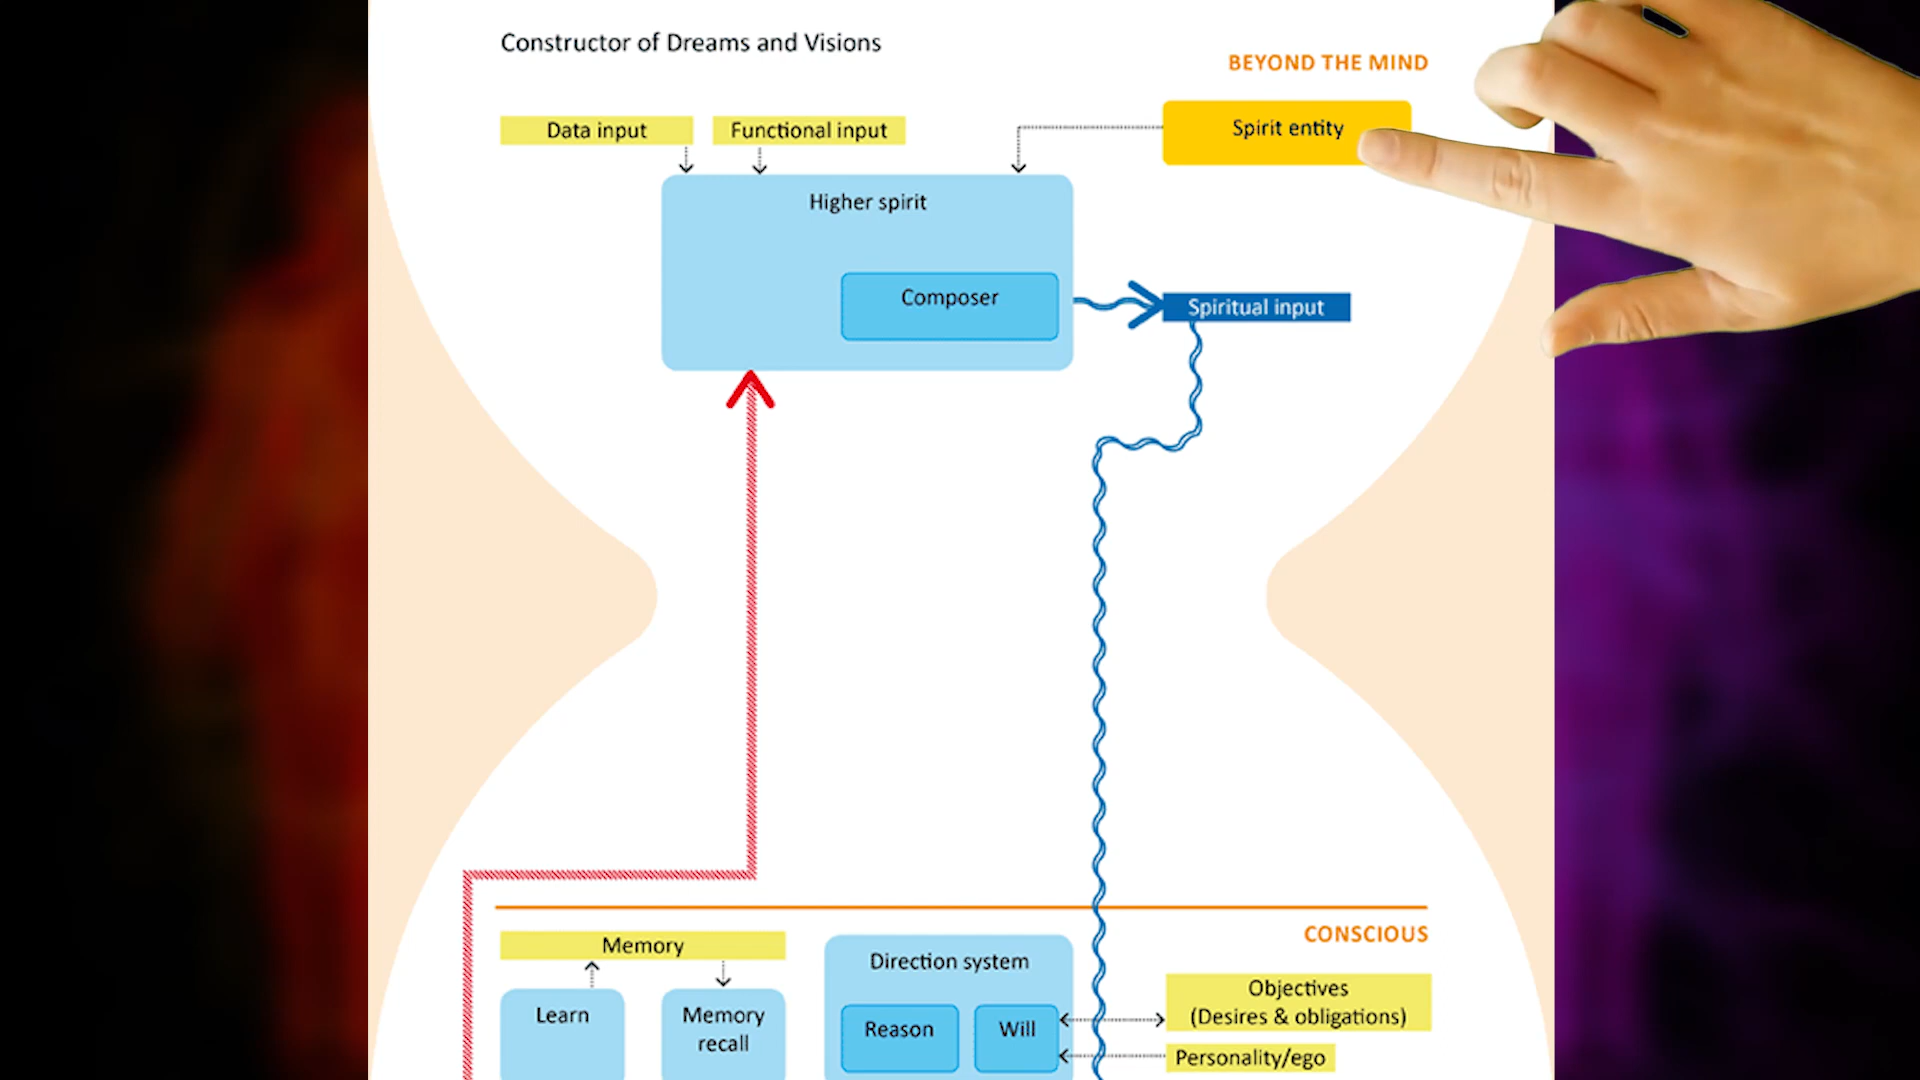 Constructor of Dreams and Visions
BEYOND THE MIND
Data input
Functional input
Spirit entity
Higher spirit
Composer
Spiritual input
CONSCIOUS
Memory
Direction system
Learn
Memory
recall
Reason
Will
Objectives
(Desires & obligations)
Personality/ego